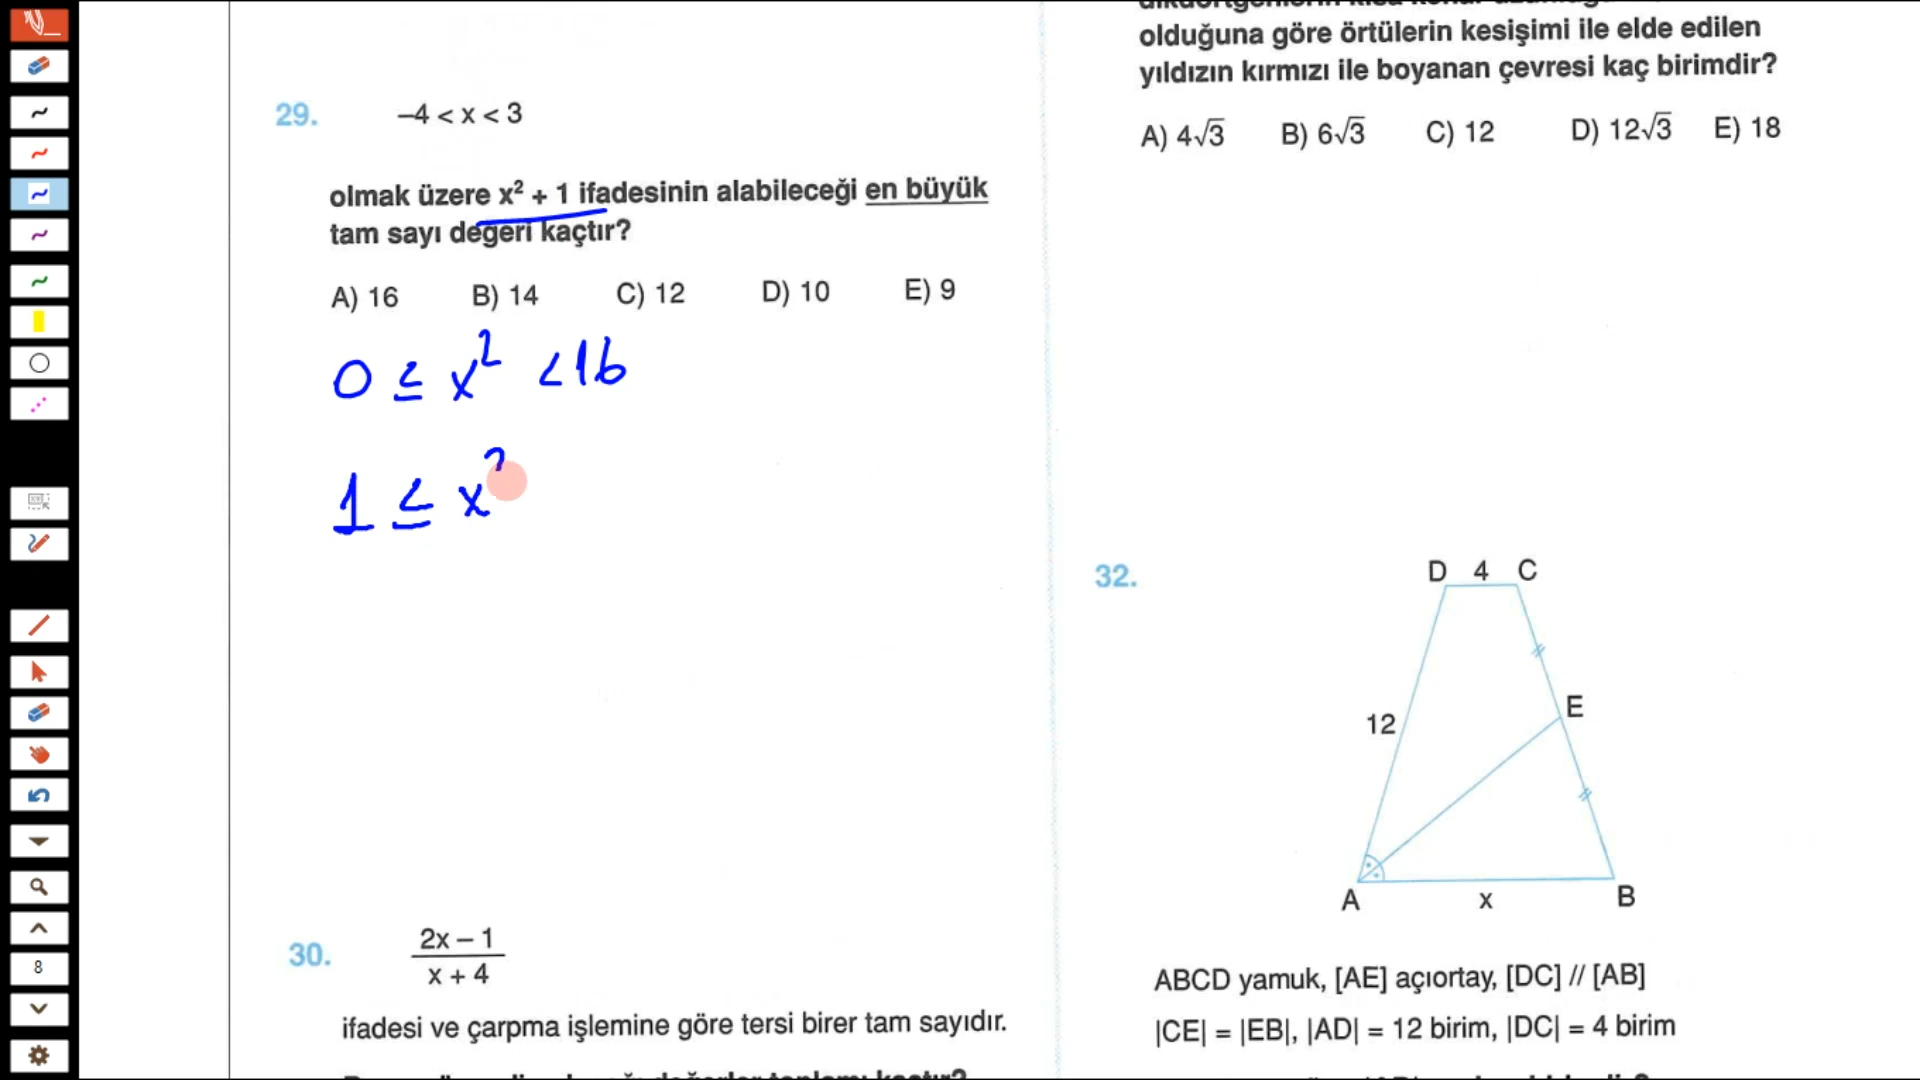 29.
–4 < x < 3
olmak üzere x² + 1 ifadesinin alabileceği en büyük
tam sayı değeri kaçtır?
A) 16 B) 14 C) 12 D) 10 E) 9
0 ≤ x² < 16
1 ≤ x²
30.
2x – 1
x + 4
ifadesi ve çarpma işlemine göre tersi birer tam sayıdır.
olduğuna göre örtülerin kesişimi ile elde edilen
yıldızın kırmızı ile boyanan çevresi kaç birimdir?
A) 4√3 B) 6√3 C) 12 D) 12√3 E) 18
32.
D 4 C
E
12
A x B
ABCD yamuk, [AE] açıortay, [DC] // [AB]
|CE| = |EB|, |AD| = 12 birim, |DC| = 4 birim
8